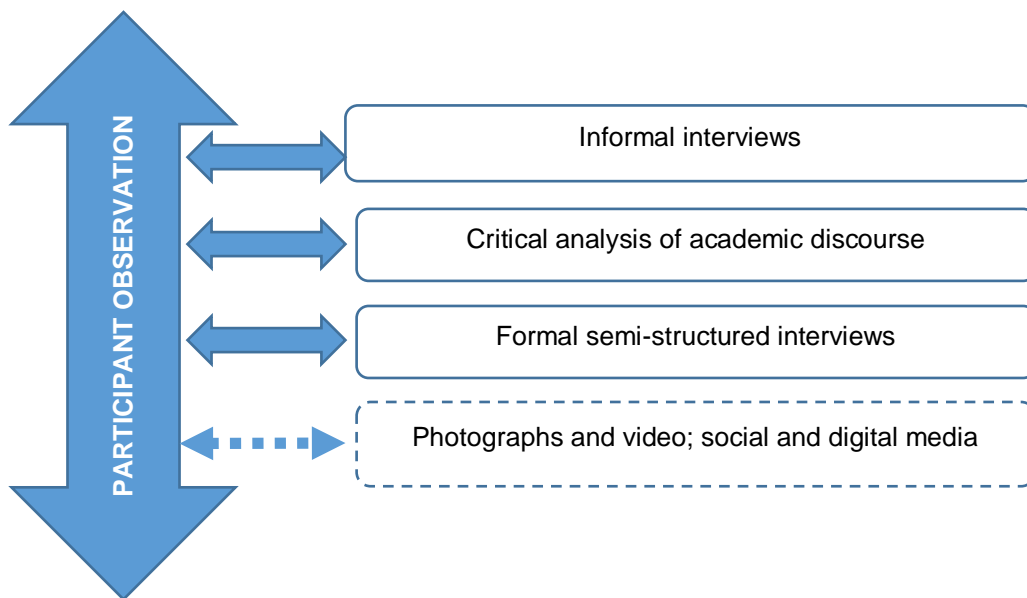 PARTICIPANT OBSERVATION
Informal interviews
Critical analysis of academic discourse
Formal semi-structured interviews
Photographs and video; social and digital media